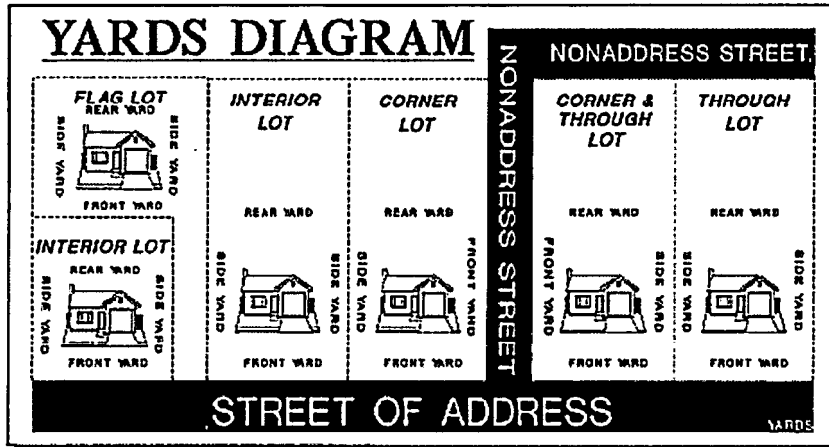 YARDS DIAGRAM
NONADDRESS STREET
NONADDRESS STREET
FLAG LOT
REAR YARD
SIDE YARD
SIDE YARD
FRONT YARD
INTERIOR LOT
REAR YARD
SIDE YARD
SIDE YARD
FRONT YARD
INTERIOR
LOT
REAR YARD
SIDE YARD
SIDE YARD
FRONT YARD
CORNER
LOT
REAR YARD
SIDE YARD
FRONT YARD
FRONT YARD
CORNER &
THROUGH
LOT
REAR YARD
FRONT YARD
SIDE YARD
FRONT YARD
THROUGH
LOT
REAR YARD
SIDE YARD
SIDE YARD
FRONT YARD
STREET OF ADDRESS
YARDS